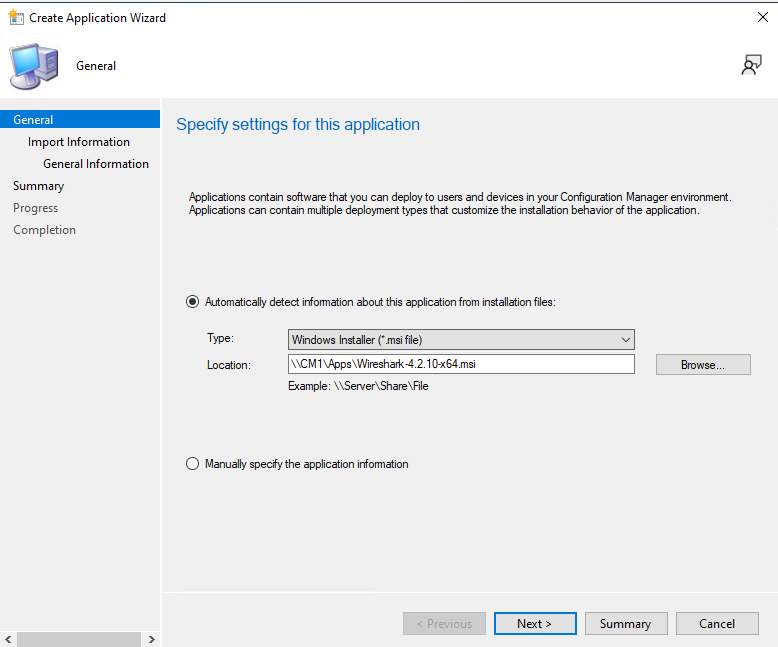 Create Application Wizard
General
General
Import Information
General Information
Summary
Progress
Completion
Specify settings for this application
Applications contain software that you can deploy to users and devices in your Configuration Manager environment.
Applications can contain multiple deployment types that customize the installation behavior of the application.
Automatically detect information about this application from installation files:
Type: Windows Installer (*.msi file)
Location: \\CM1\Apps\Wireshark-4.2.10-x64.msi Browse...
Example: \\Server\Share\File
Manually specify the application information
< Previous Next > Summary Cancel